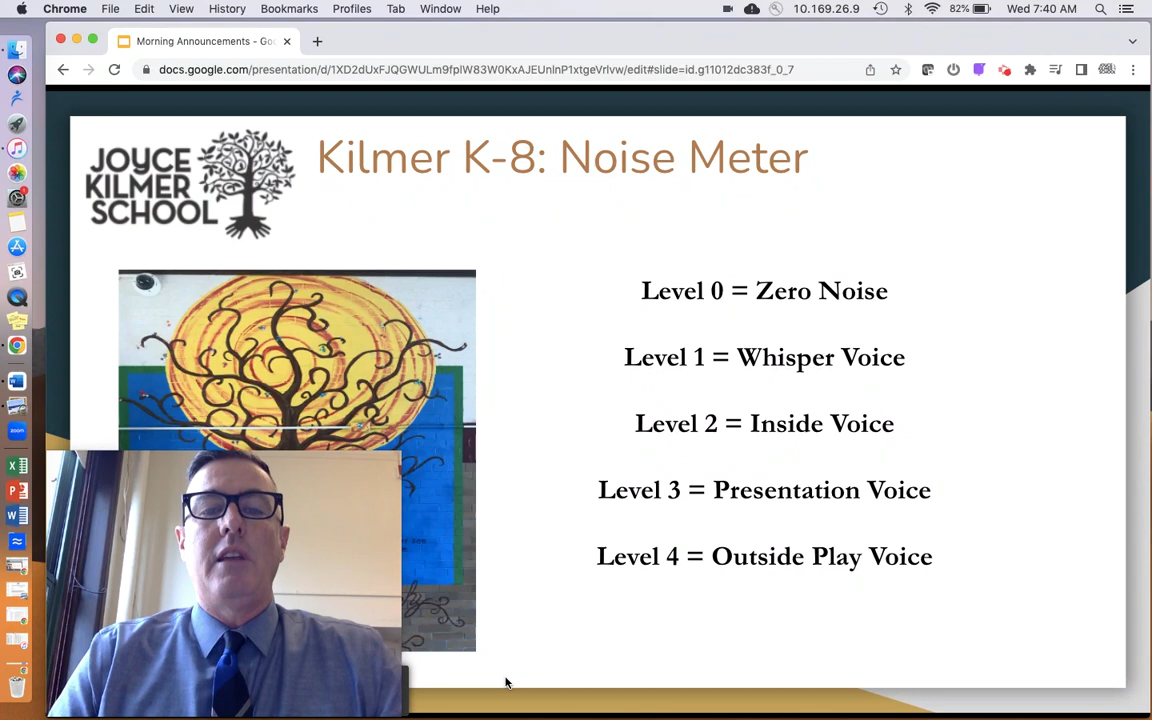 Chrome File Edit View History Bookmarks Profiles Tab Window Help 10.169.26.9 82% Wed 7:40 AM
Morning Announcements - Goo
docs.google.com/presentation/d/1XD2dUxFJQGWULm9fplW83W0KxAJEUnlnP1xtgeVrlvw/edit#slide=id.g11012dc383f_0_7
JOYCE
KILMER
SCHOOL
Kilmer K-8: Noise Meter
Level 0 = Zero Noise
Level 1 = Whisper Voice
Level 2 = Inside Voice
Level 3 = Presentation Voice
Level 4 = Outside Play Voice
zoom